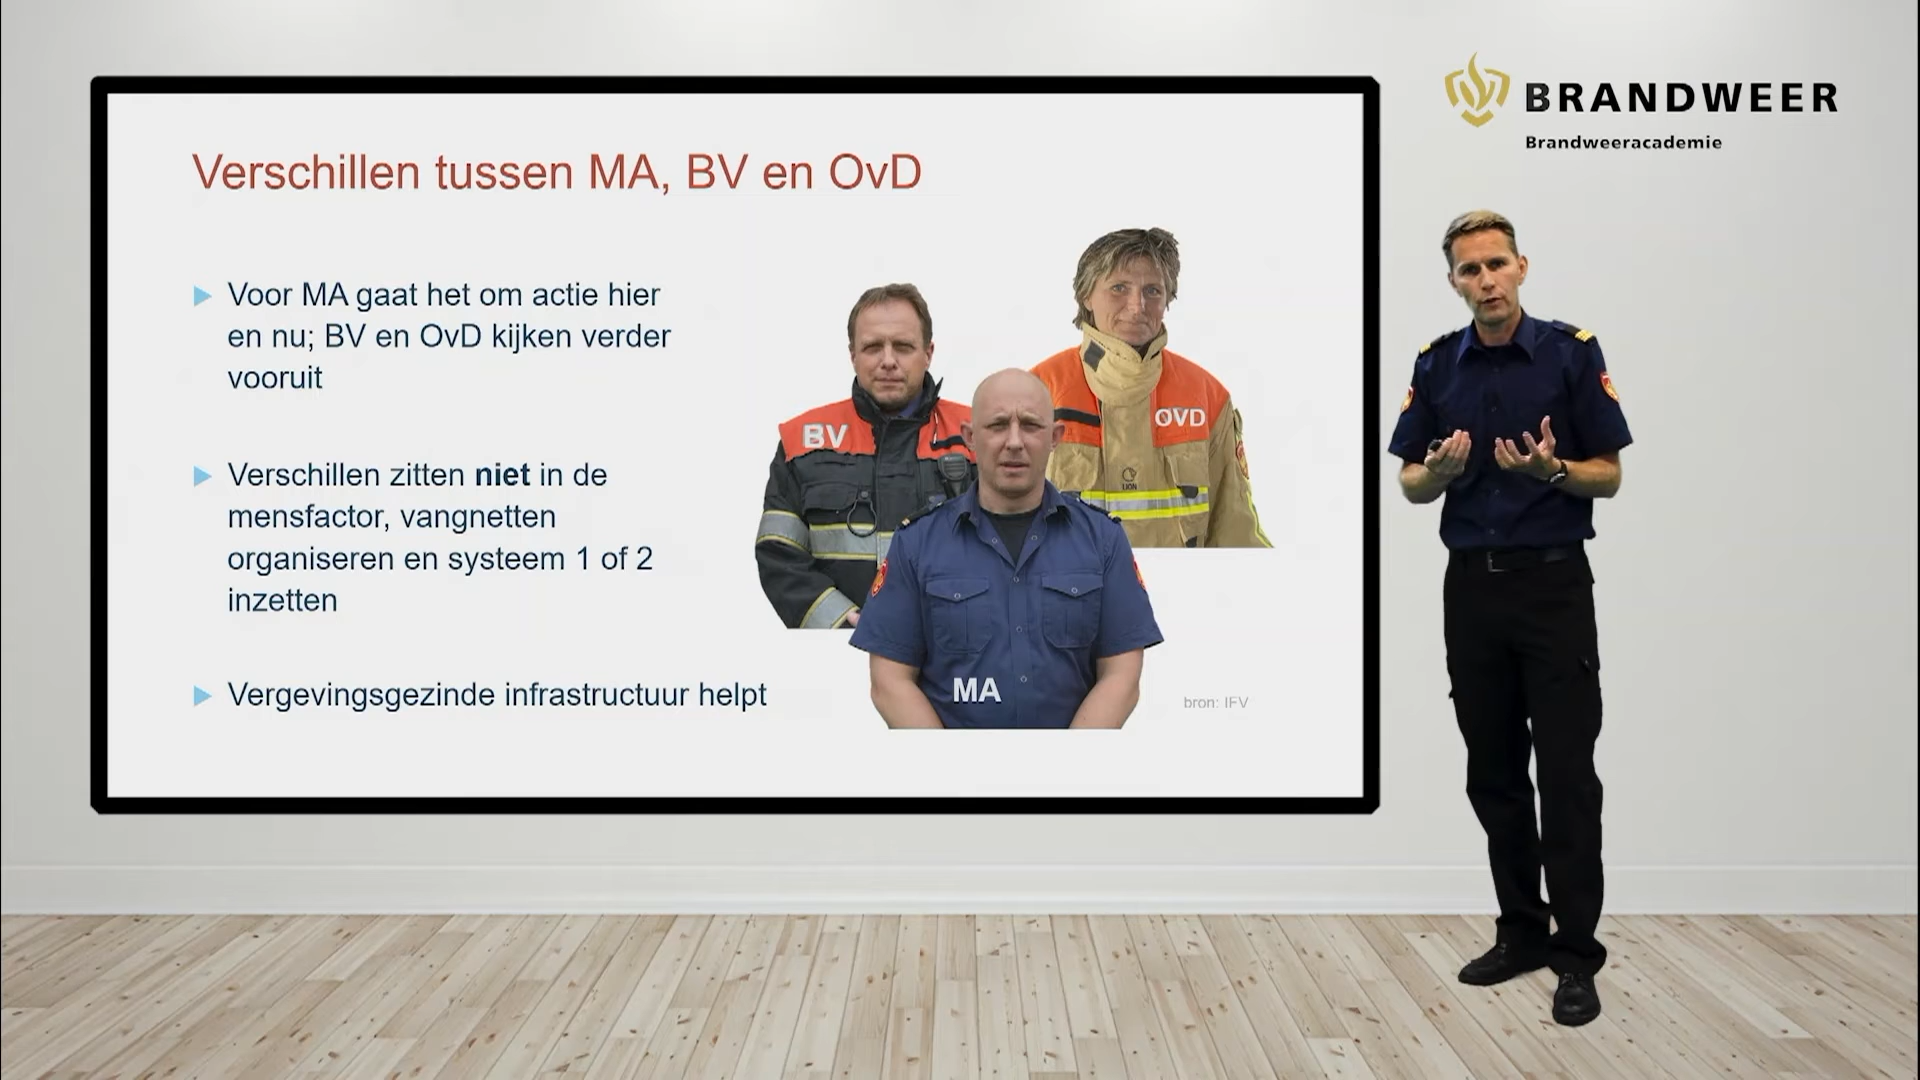 BRANDWEER
Brandweeracademie
Verschillen tussen MA, BV en OvD
Voor MA gaat het om actie hier
en nu; BV en OvD kijken verder
vooruit
Verschillen zitten niet in de
mensfactor, vangnetten
organiseren en systeem 1 of 2
inzetten
Vergevingsgezinde infrastructuur helpt
BV
OVD
LION
MA
bron: IFV